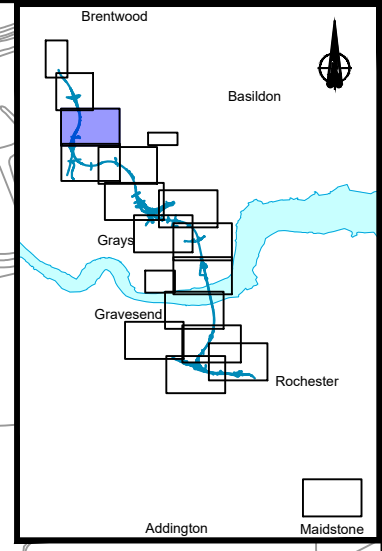 Brentwood
Basildon
Grays
Gravesend
Rochester
Addington
Maidstone